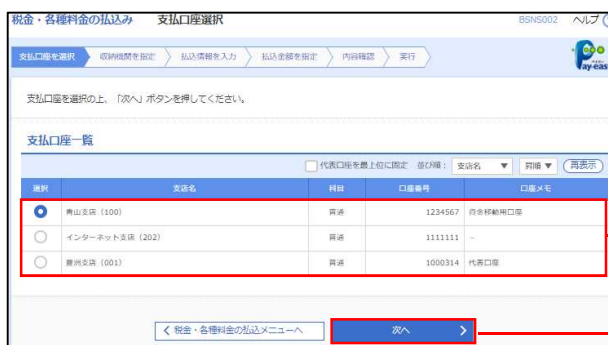 税金・各種料金の払込み 支払口座選択 BSNS002 ヘルプ
支払口座を選択 収納機関を指定 払込情報を入力 払込金額を指定 内容確認 実行
Pay-easy
支払口座を選択の上、「次へ」ボタンを押してください。
支払口座一覧
代表口座を最上位に固定 並び順： 支店名 ▼ 昇順 ▼ 再表示
選択 支店名 科目 口座番号 口座メモ
青山支店（100） 普通 1234567 資金移動用口座
インターネット支店（202） 普通 1111111 -
豊洲支店（001） 普通 1000314 代表口座
税金・各種料金の払込メニューへ 次へ